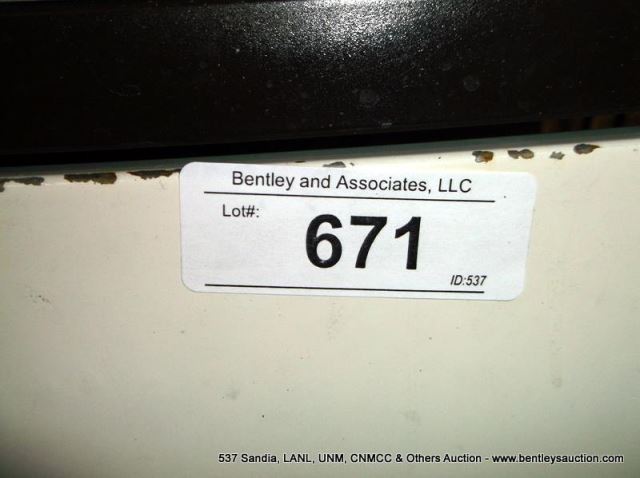 Bentley and Associates, LLC
Lot#:
671
ID:537
537 Sandia, LANL, UNM, CNMCC & Others Auction - www.bentleysauction.com